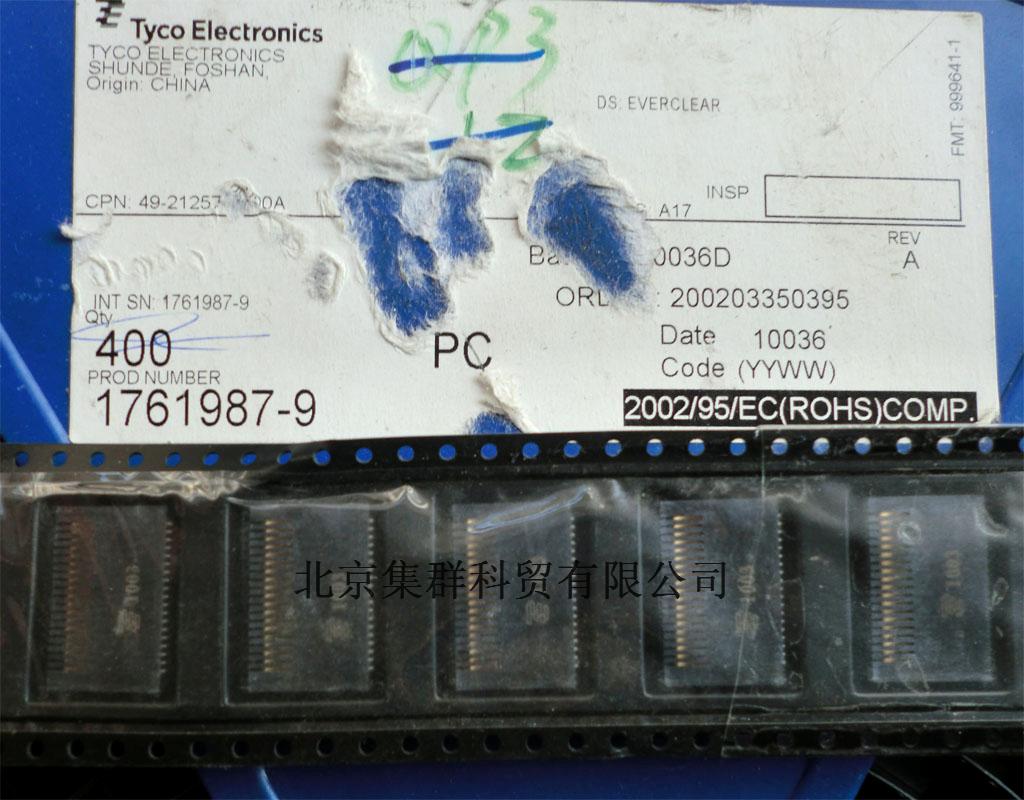 Tyco Electronics
TYCO ELECTRONICS
SHUNDE, FOSHAN,
Origin: CHINA
DS: EVERCLEAR
FMT: 999641-1
CPN: 49-21257 00A
A17
INSP
REV
A
0036D
INT SN: 1761987-9
: 200203350395
Qty
400
PC
Date 10036
Code (YYWW)
PROD NUMBER
1761987-9
2002/95/EC(ROHS)COMP.
北京集群科贸有限公司